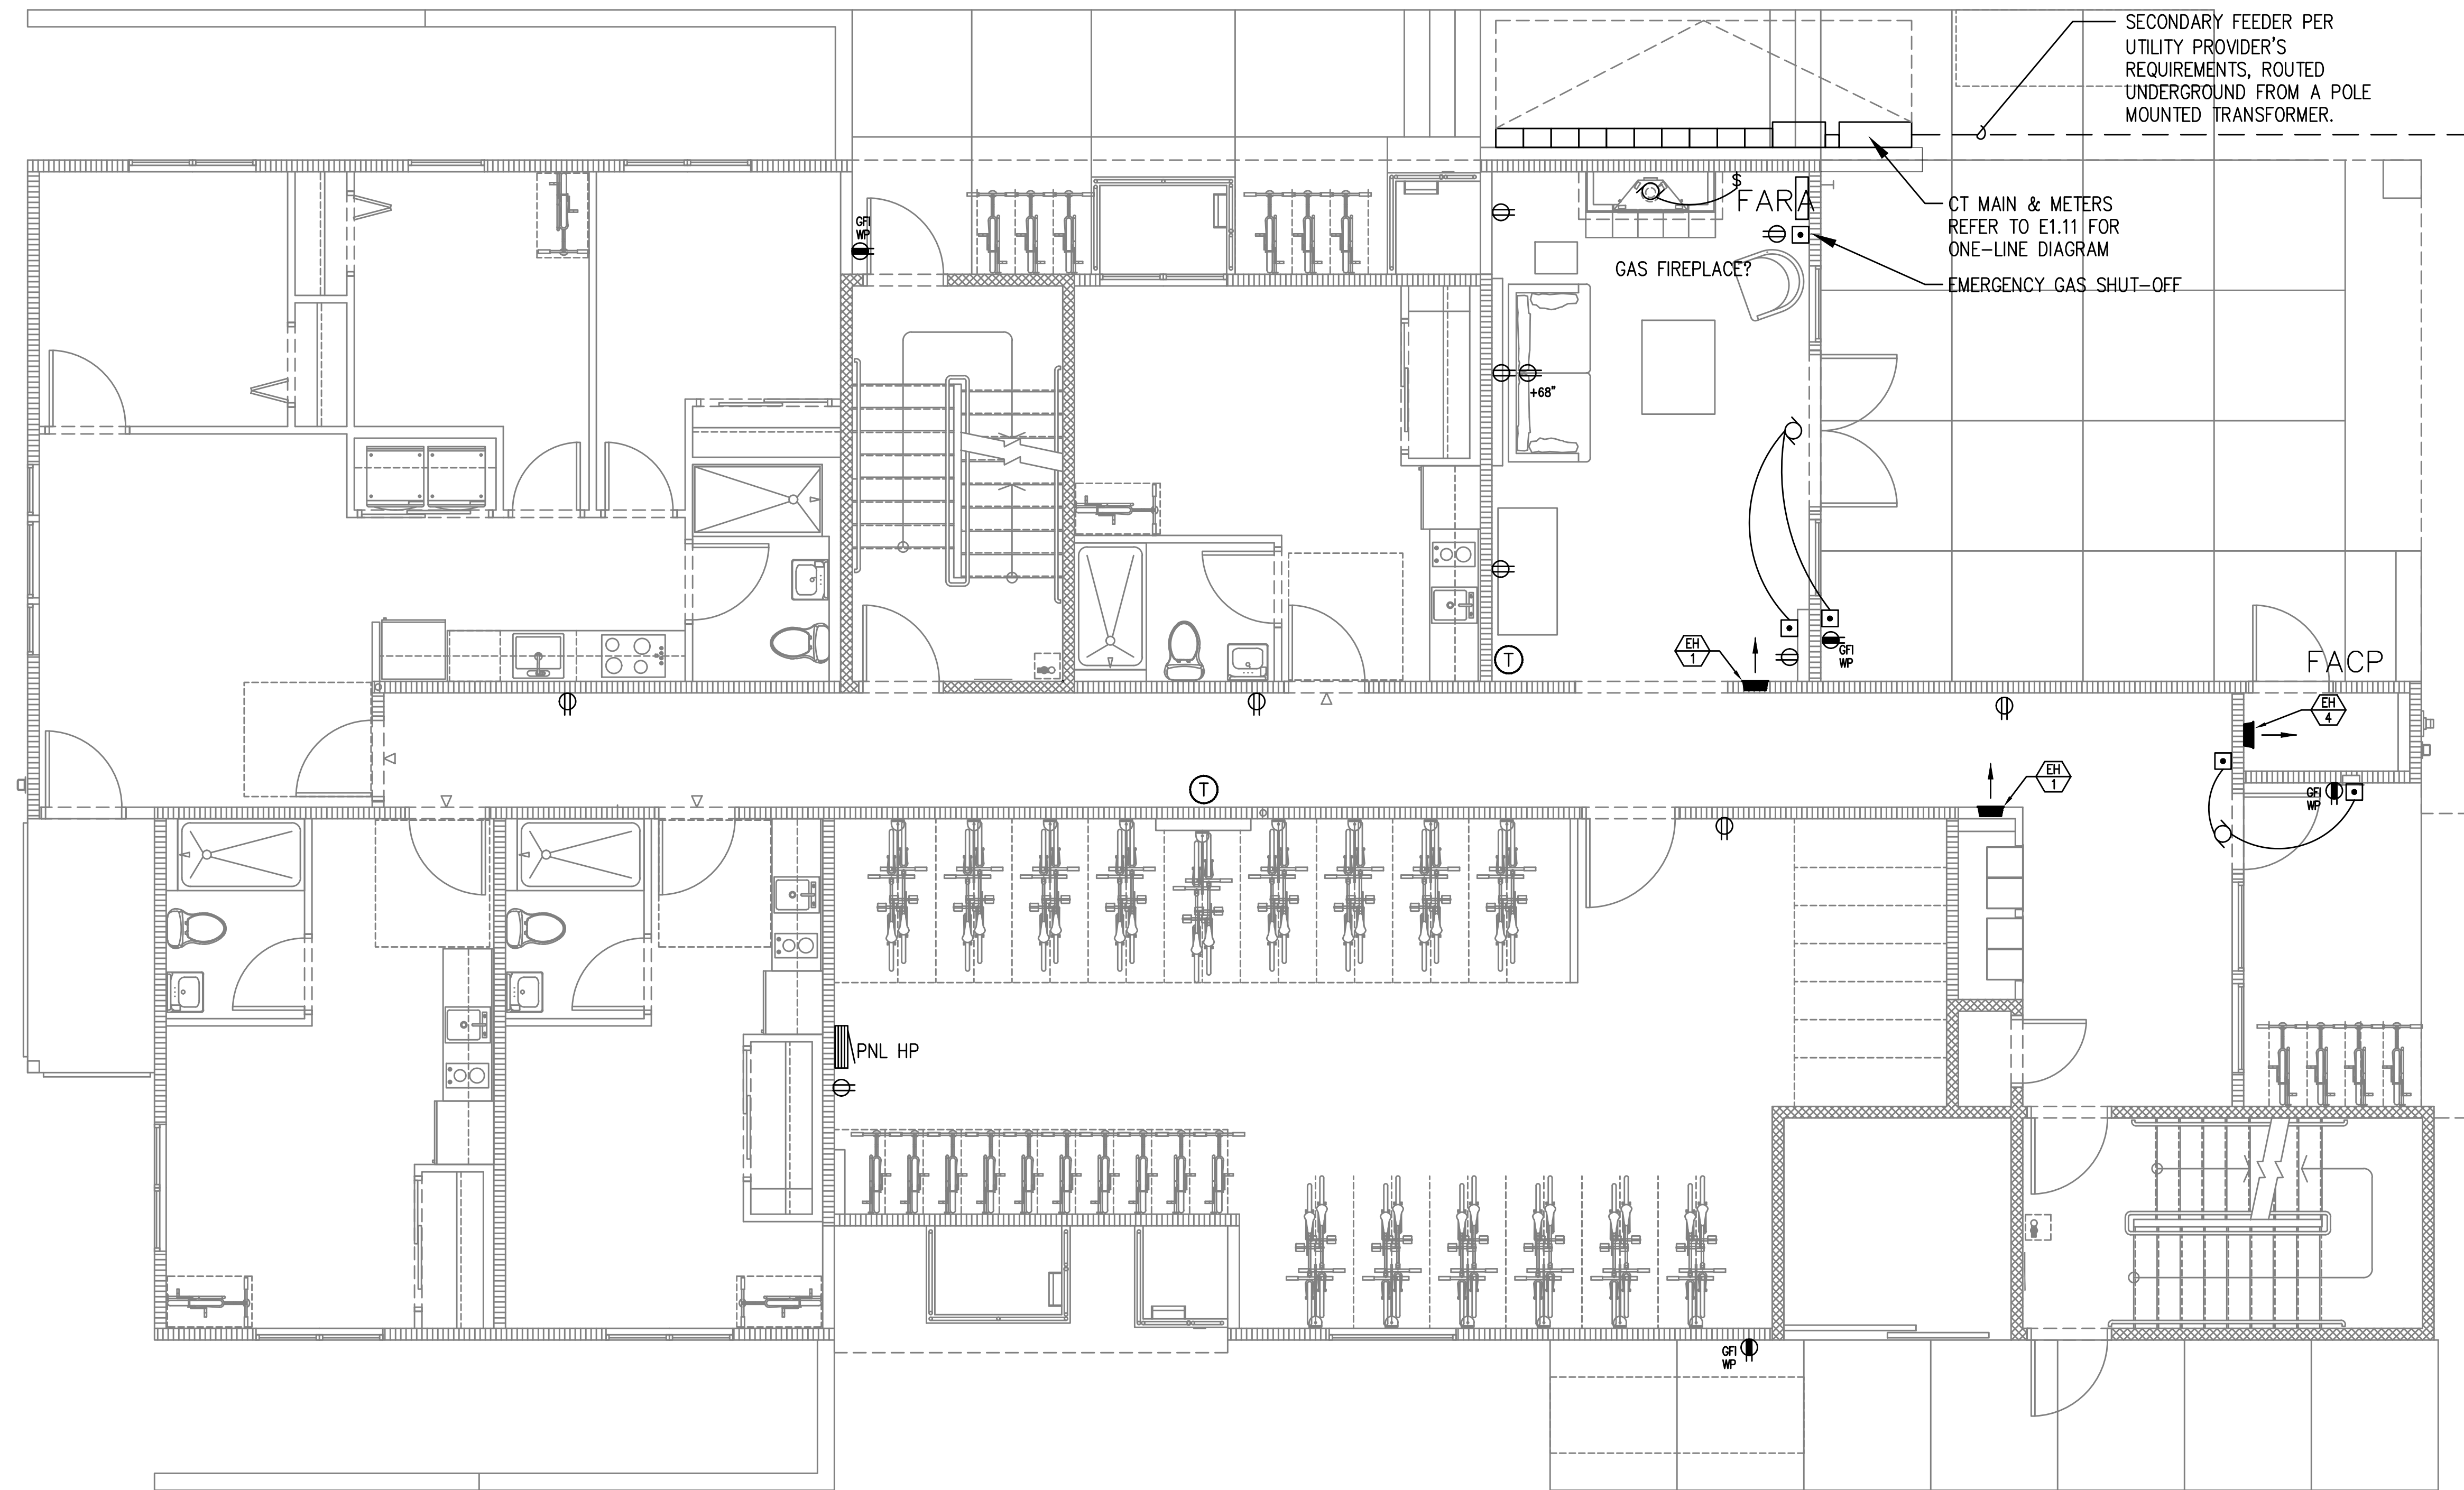 SECONDARY FEEDER PER
UTILITY PROVIDER'S
REQUIREMENTS, ROUTED
UNDERGROUND FROM A POLE
MOUNTED TRANSFORMER.
$
FARA
CT MAIN & METERS
REFER TO E1.11 FOR
ONE-LINE DIAGRAM
GFI
WP
GAS FIREPLACE?
EMERGENCY GAS SHUT-OFF
+68"
EH
1
T
GFI
WP
FACP
EH
4
T
EH
1
GFI
WP
PNL HP
GFI
WP